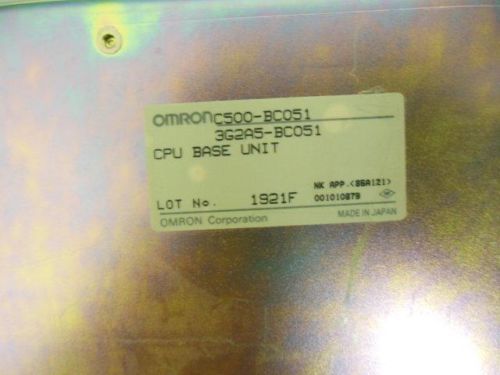 OMRON C500-BC051
3G2A5-BC051
CPU BASE UNIT
NK APP.<86A121>
LOT No. 1921F 001010879
OMRON Corporation MADE IN JAPAN